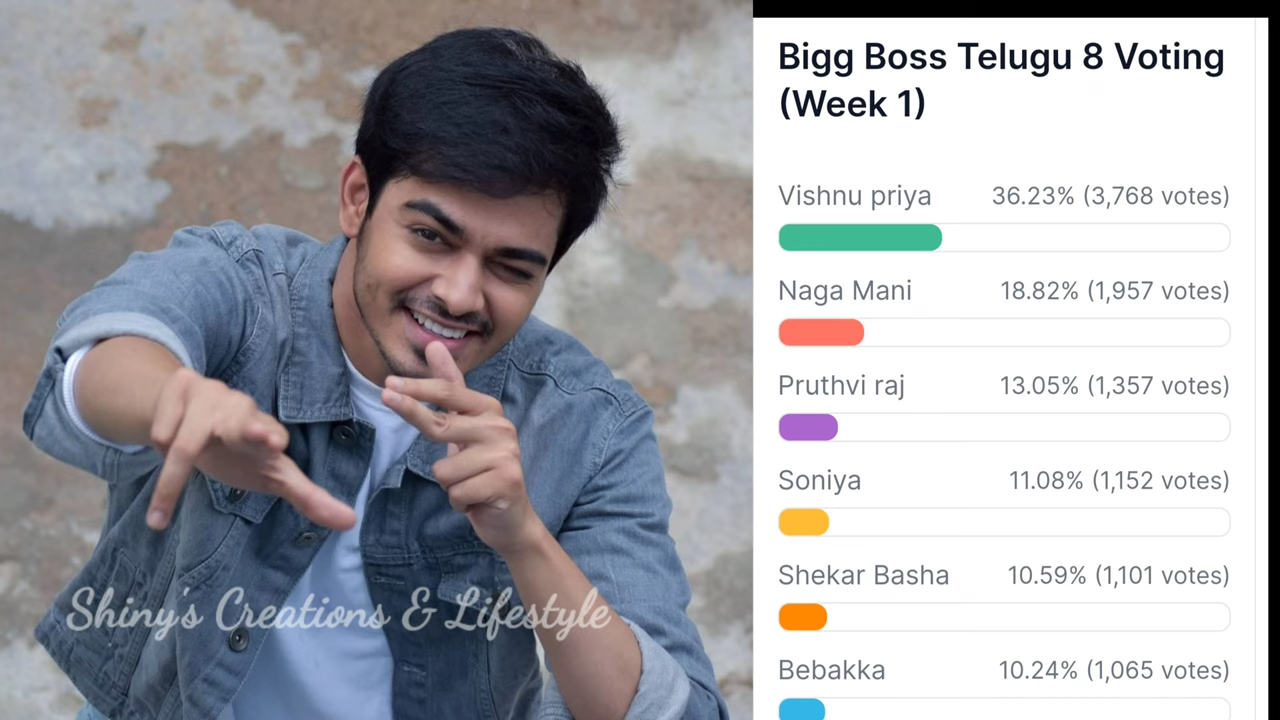 Bigg Boss Telugu 8 Voting
(Week 1)
Vishnu priya 36.23% (3,768 votes)
Naga Mani 18.82% (1,957 votes)
Pruthvi raj 13.05% (1,357 votes)
Soniya 11.08% (1,152 votes)
Shekar Basha 10.59% (1,101 votes)
Bebakka 10.24% (1,065 votes)
Shiny's Creations & Lifestyle